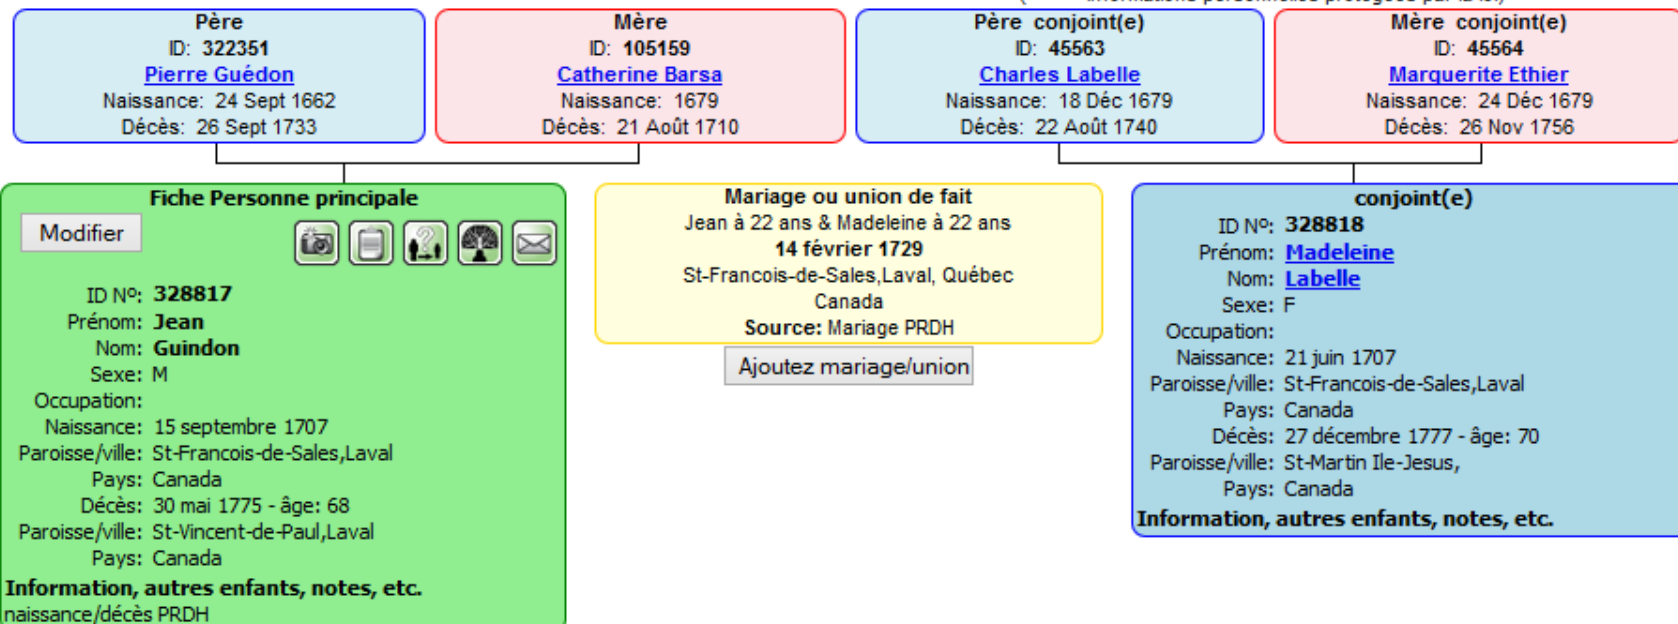 Père
ID: 322351
Pierre Guédon
Naissance: 24 Sept 1662
Décès: 26 Sept 1733
Mère
ID: 105159
Catherine Barsa
Naissance: 1679
Décès: 21 Août 1710
Père conjoint(e)
ID: 45563
Charles Labelle
Naissance: 18 Déc 1679
Décès: 22 Août 1740
Mère conjoint(e)
ID: 45564
Marguerite Ethier
Naissance: 24 Déc 1679
Décès: 26 Nov 1756
Fiche Personne principale
Modifier
ID Nº: 328817
Prénom: Jean
Nom: Guindon
Sexe: M
Occupation:
Naissance: 15 septembre 1707
Paroisse/ville: St-Francois-de-Sales,Laval
Pays: Canada
Décès: 30 mai 1775 - âge: 68
Paroisse/ville: St-Vincent-de-Paul,Laval
Pays: Canada
Information, autres enfants, notes, etc.
naissance/décès PRDH
Mariage ou union de fait
Jean à 22 ans & Madeleine à 22 ans
14 février 1729
St-Francois-de-Sales,Laval, Québec
Canada
Source: Mariage PRDH
Ajoutez mariage/union
conjoint(e)
ID Nº: 328818
Prénom: Madeleine
Nom: Labelle
Sexe: F
Occupation:
Naissance: 21 juin 1707
Paroisse/ville: St-Francois-de-Sales,Laval
Pays: Canada
Décès: 27 décembre 1777 - âge: 70
Paroisse/ville: St-Martin Ile-Jesus,
Pays: Canada
Information, autres enfants, notes, etc.